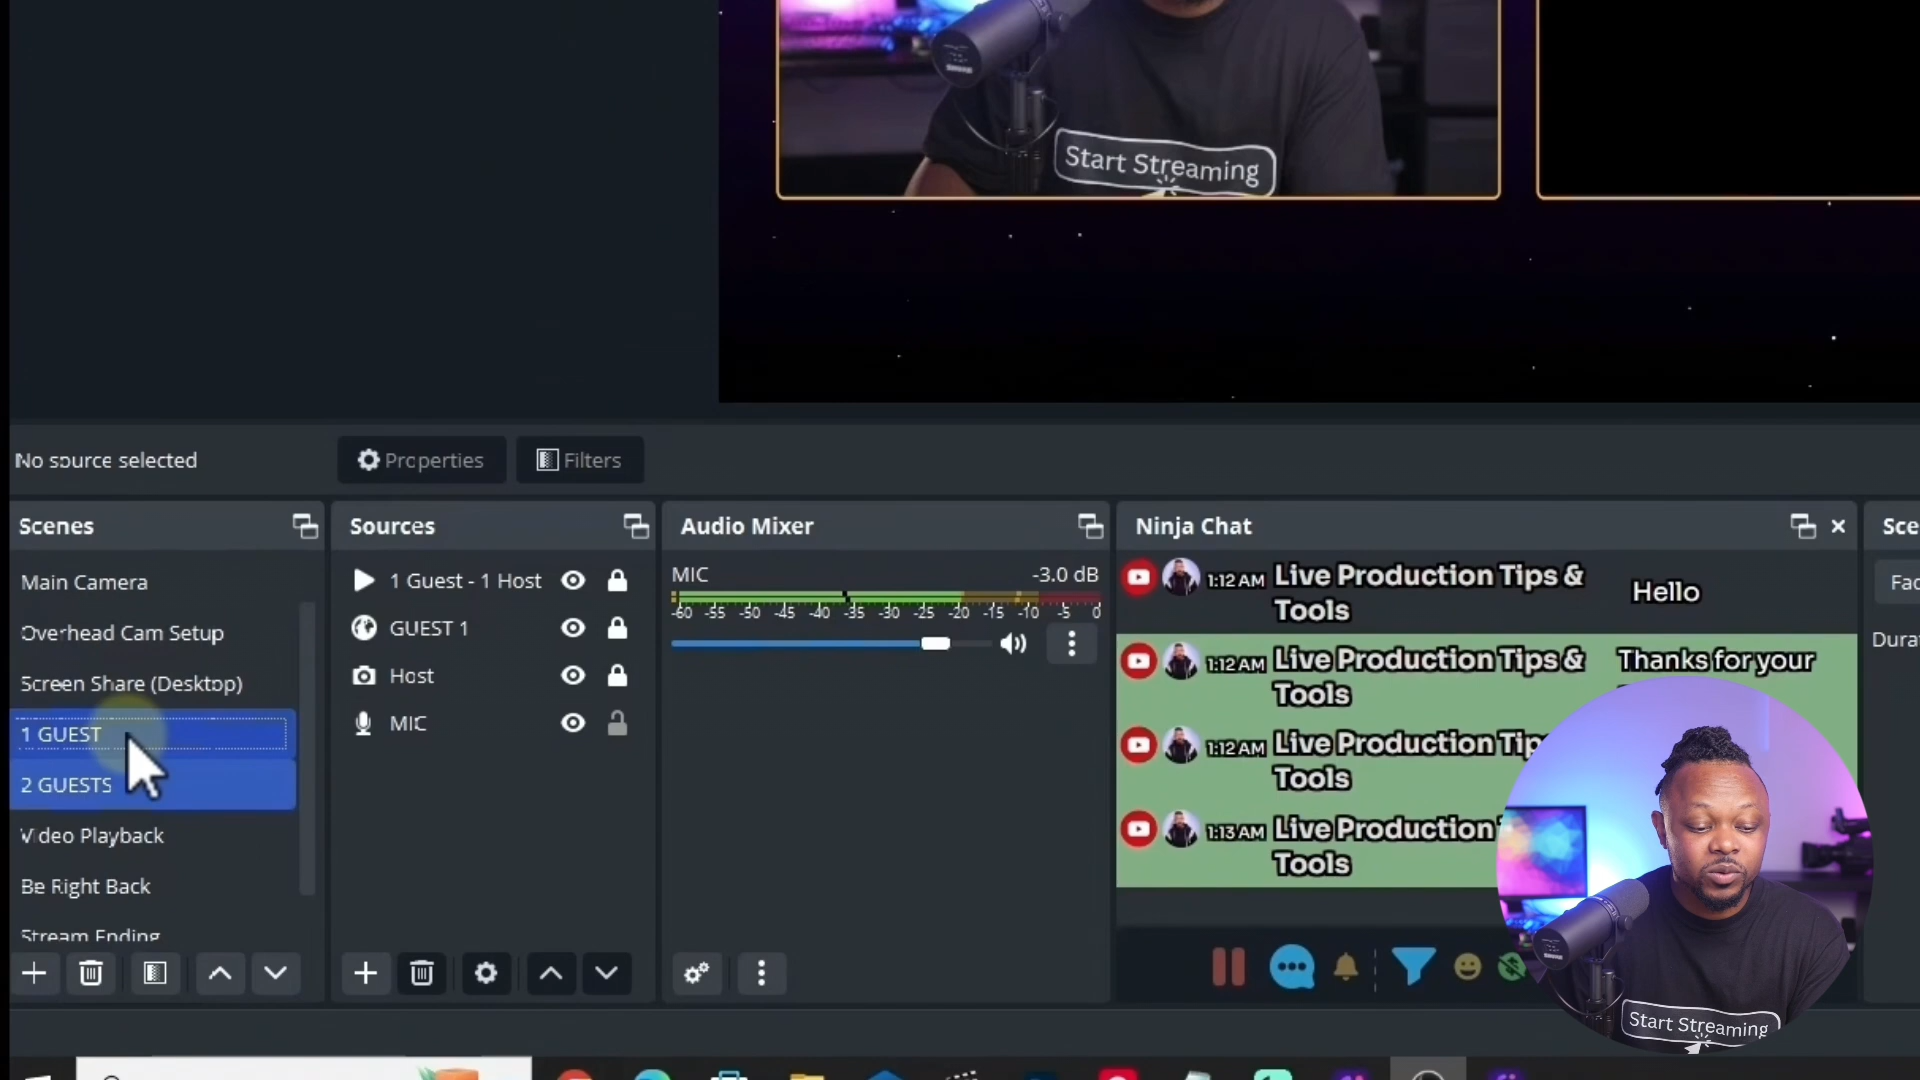 Start Streaming
No source selected
Properties
Filters
Scenes
Main Camera
Overhead Cam Setup
Screen Share (Desktop)
1 GUEST
2 GUESTS
Video Playback
Be Right Back
Stream Ending
Sources
1 Guest - 1 Host
GUEST 1
Host
MIC
Audio Mixer
MIC
-3.0 dB
-60 -55 -50 -45 -40 -35 -30 -25 -20 -15 -10 -5 0
Ninja Chat
1:12 AM Live Production Tips &
Tools
Hello
1:12 AM Live Production Tips &
Tools
Thanks for your
1:12 AM Live Production
Tools
1:13 AM Live Production
Tools
Start Streaming